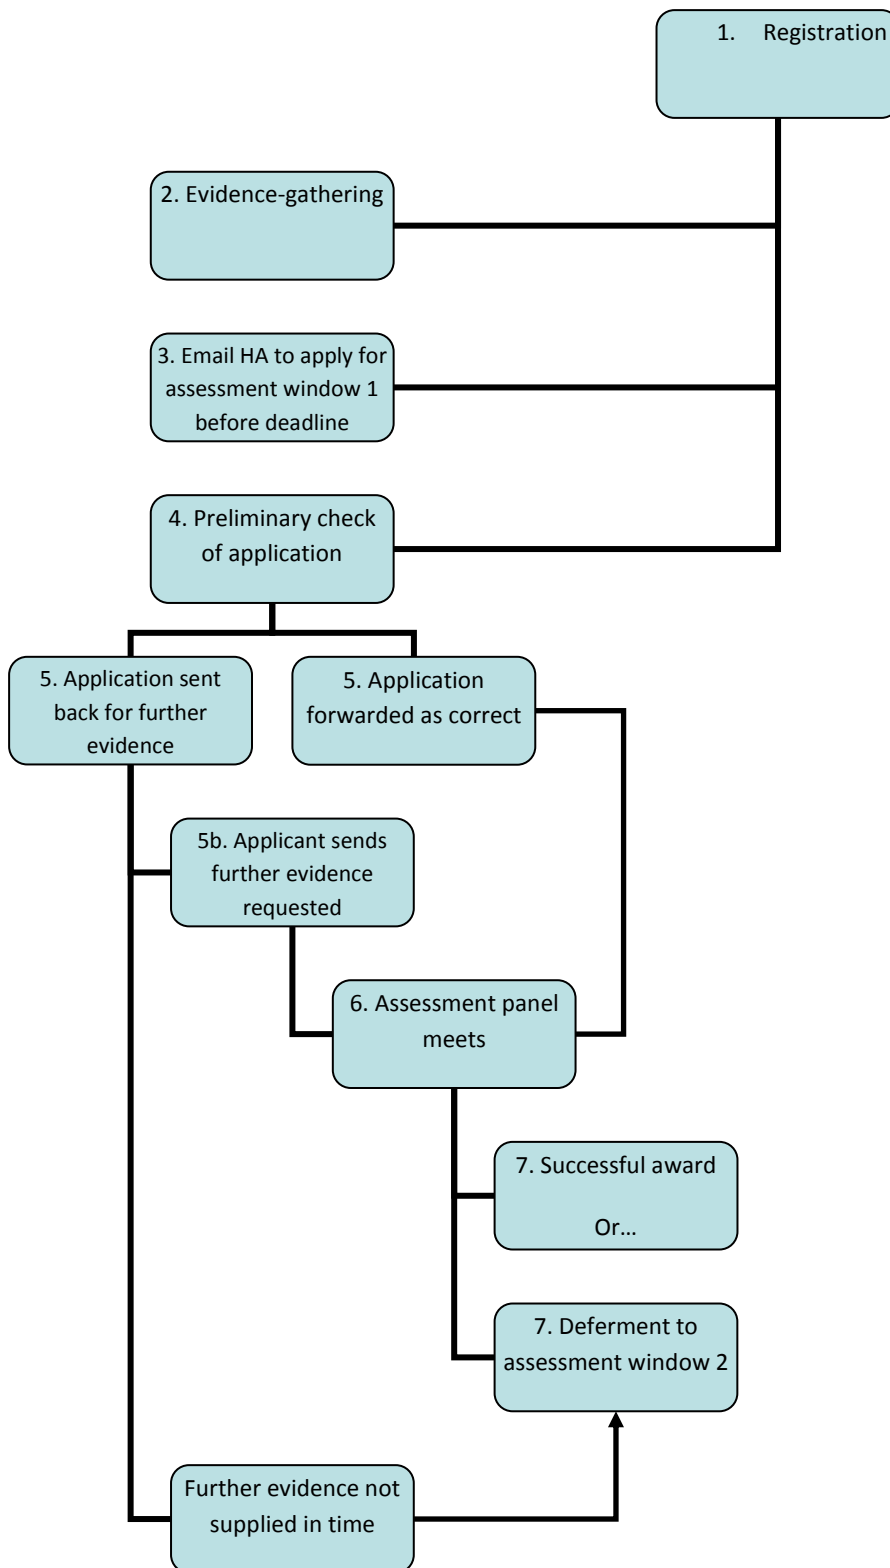 1. Registration
2. Evidence-gathering
3. Email HA to apply for
assessment window 1
before deadline
4. Preliminary check
of application
5. Application sent
back for further
evidence
5. Application
forwarded as correct
5b. Applicant sends
further evidence
requested
6. Assessment panel
meets
7. Successful award
Or...
7. Deferment to
assessment window 2
Further evidence not
supplied in time